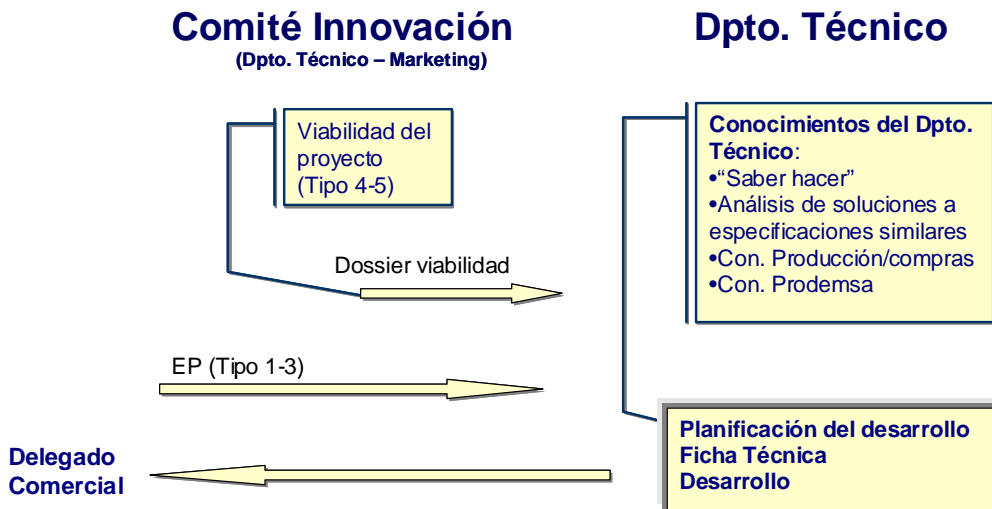 Comité Innovación
(Dpto. Técnico – Marketing)
Dpto. Técnico
Viabilidad del
proyecto
(Tipo 4-5)
Dossier viabilidad
Conocimientos del Dpto.
Técnico:
•“Saber hacer”
•Análisis de soluciones a
especificaciones similares
•Con. Producción/compras
•Con. Prodemsa
EP (Tipo 1-3)
Delegado
Comercial
Planificación del desarrollo
Ficha Técnica
Desarrollo